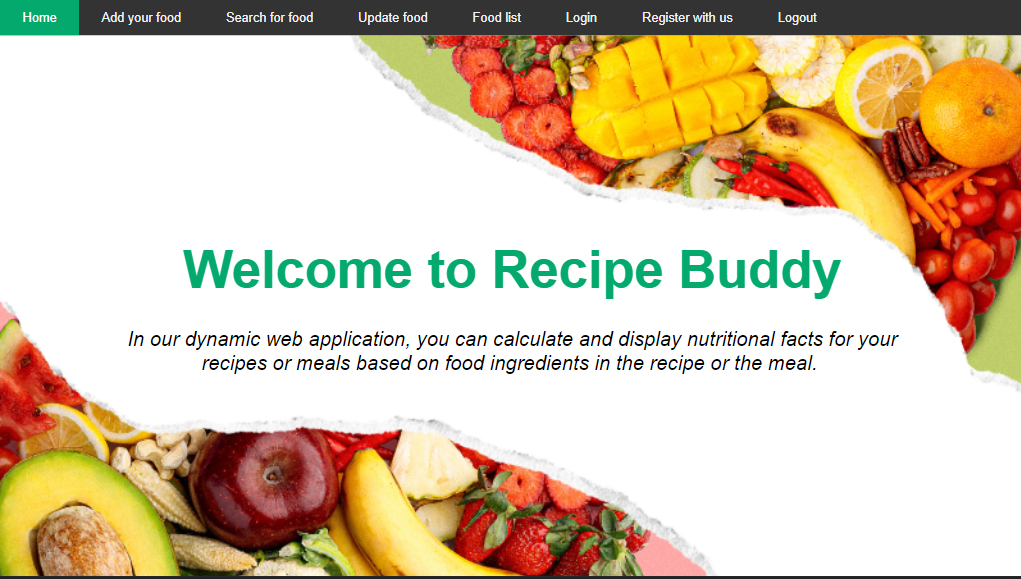 Home Add your food Search for food Update food Food list Login Register with us Logout
Welcome to Recipe Buddy
In our dynamic web application, you can calculate and display nutritional facts for your
recipes or meals based on food ingredients in the recipe or the meal.